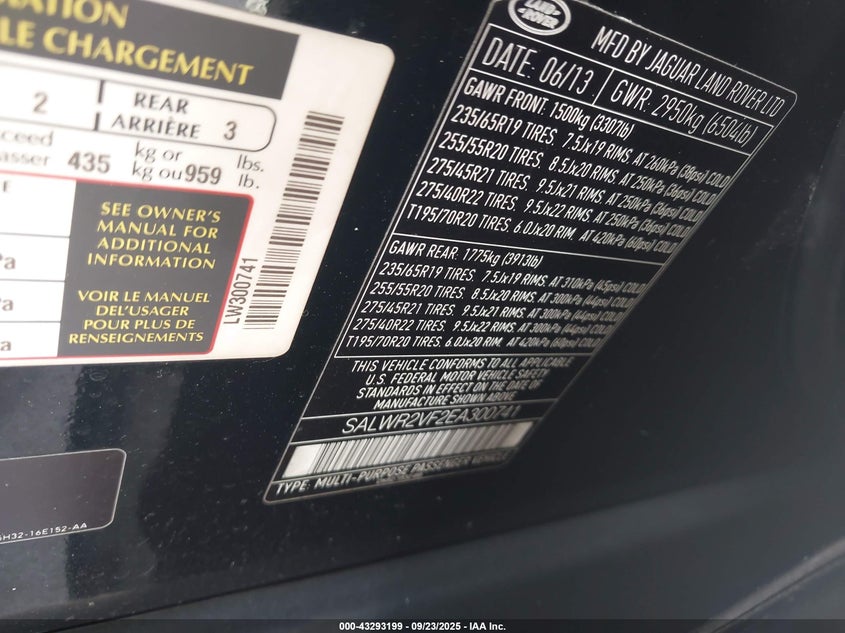 LE CHARGEMENT
2
REAR
ARRIÈRE
3
435
kg or
kg ou
959
lbs.
lb.
SEE OWNER'S
MANUAL FOR
ADDITIONAL
INFORMATION
VOIR LE MANUEL
DEL'USAGER
POUR PLUS DE
RENSEIGNEMENTS
LW300741
16E152-AA
LAND
ROVER
MFD BY JAGUAR LAND ROVER LTD
DATE: 06/13
GWR: 2950kg (6504lb)
GAWR FRONT: 1500kg (3307lb)
235/65R19 TIRES, 7.5Jx19 RIMS, AT 260kPa (38psi) COLD
255/55R20 TIRES, 8.5Jx20 RIMS, AT 250kPa (36psi) COLD
275/45R21 TIRES, 9.5Jx21 RIMS, AT 250kPa (36psi) COLD
275/40R22 TIRES, 9.5Jx22 RIMS, AT 250kPa (36psi) COLD
T195/70R20 TIRES, 6.0Jx20 RIM, AT 420kPa (60psi) COLD
GAWR REAR: 1775kg (3913lb)
235/65R19 TIRES, 7.5Jx19 RIMS, AT 310kPa (45psi) COLD
255/55R20 TIRES, 8.5Jx20 RIMS, AT 300kPa (44psi) COLD
275/45R21 TIRES, 9.5Jx21 RIMS, AT 300kPa (44psi) COLD
275/40R22 TIRES, 9.5Jx22 RIMS, AT 300kPa (44psi) COLD
T195/70R20 TIRES, 6.0Jx20 RIM, AT 420kPa (60psi) COLD
THIS VEHICLE CONFORMS TO ALL APPLICABLE
U.S. FEDERAL MOTOR VEHICLE SAFETY
STANDARDS IN EFFECT ON THE DATE OF
MANUFACTURE SHOWN ABOVE
SALWR2VF2EA300741
TYPE: MULTI-PURPOSE PASSENGER VEHICLE
000-43293199 - 09/23/2025 - IAA Inc.